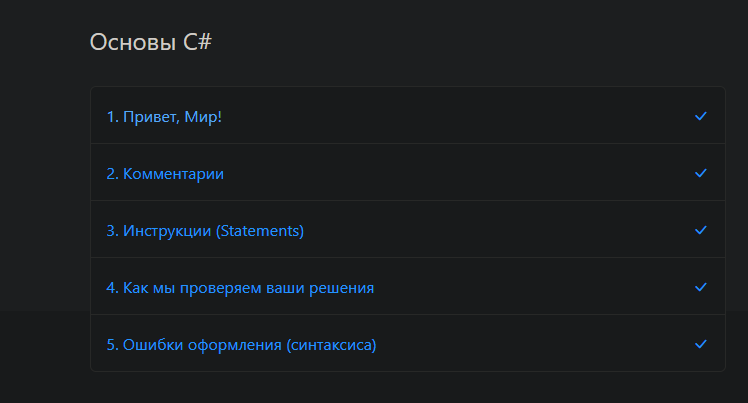 Основы C#
1. Привет, Мир!
2. Комментарии
3. Инструкции (Statements)
4. Как мы проверяем ваши решения
5. Ошибки оформления (синтаксиса)